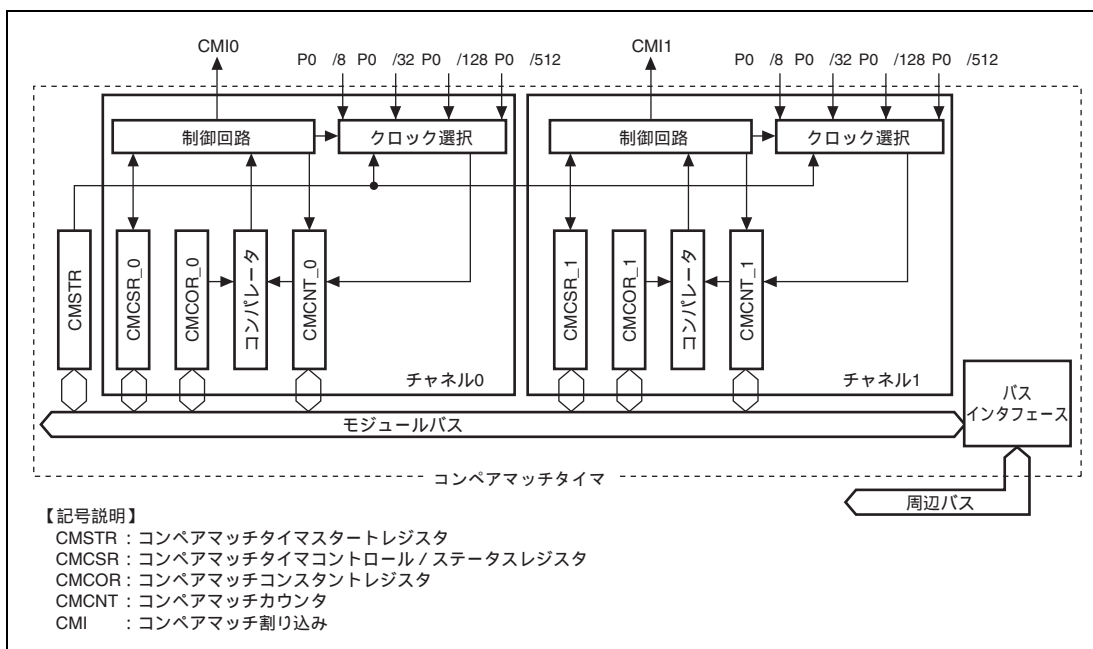 CMI0
P0 /8 P0 /32 P0 /128 P0 /512
CMI1
P0 /8 P0 /32 P0 /128 P0 /512
制御回路
クロック選択
制御回路
クロック選択
CMSTR
CMCSR_0
CMCOR_0
コンパレータ
CMCNT_0
CMCSR_1
CMCOR_1
コンパレータ
CMCNT_1
チャネル0
チャネル1
バス
インタフェース
モジュールバス
コンペアマッチタイマ
周辺バス
【記号説明】
CMSTR : コンペアマッチタイマスタートレジスタ
CMCSR : コンペアマッチタイマコントロール / ステータスレジスタ
CMCOR : コンペアマッチコンスタントレジスタ
CMCNT : コンペアマッチカウンタ
CMI : コンペアマッチ割り込み